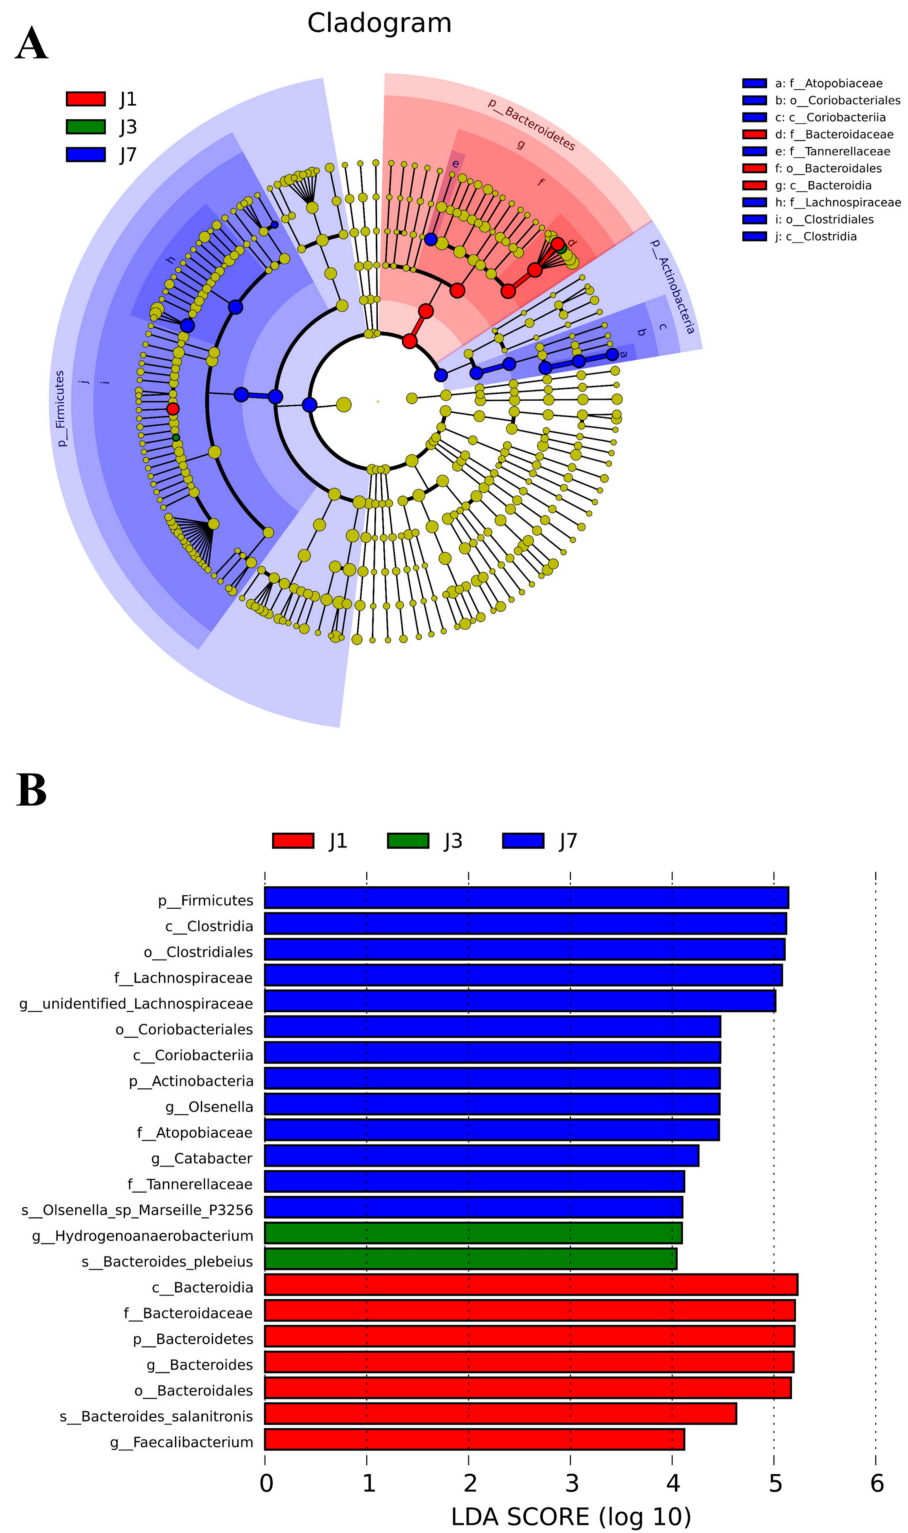 A
Cladogram
J1
J3
J7
a: f__Atopobiaceae
b: o__Coriobacteriales
c: c__Coriobacteriia
d: f__Bacteroidaceae
e: f__Tannerellaceae
f: o__Bacteroidales
g: c__Bacteroidia
h: f__Lachnospiraceae
i: o__Clostridiales
j: c__Clostridia
p__Bacteroidetes
g
f
e
d
p__Actinobacteria
c
b
a
h
i
j
p__Firmicutes
B
J1 J3 J7
p__Firmicutes
c__Clostridia
o__Clostridiales
f__Lachnospiraceae
g__unidentified_Lachnospiraceae
o__Coriobacteriales
c__Coriobacteriia
p__Actinobacteria
g__Olsenella
f__Atopobiaceae
g__Catabacter
f__Tannerellaceae
s__Olsenella_sp_Marseille_P3256
g__Hydrogenoanaerobacterium
s__Bacteroides_plebeius
c__Bacteroidia
f__Bacteroidaceae
p__Bacteroidetes
g__Bacteroides
o__Bacteroidales
s__Bacteroides_salanitronis
g__Faecalibacterium
0 1 2 3 4 5 6
LDA SCORE (log 10)